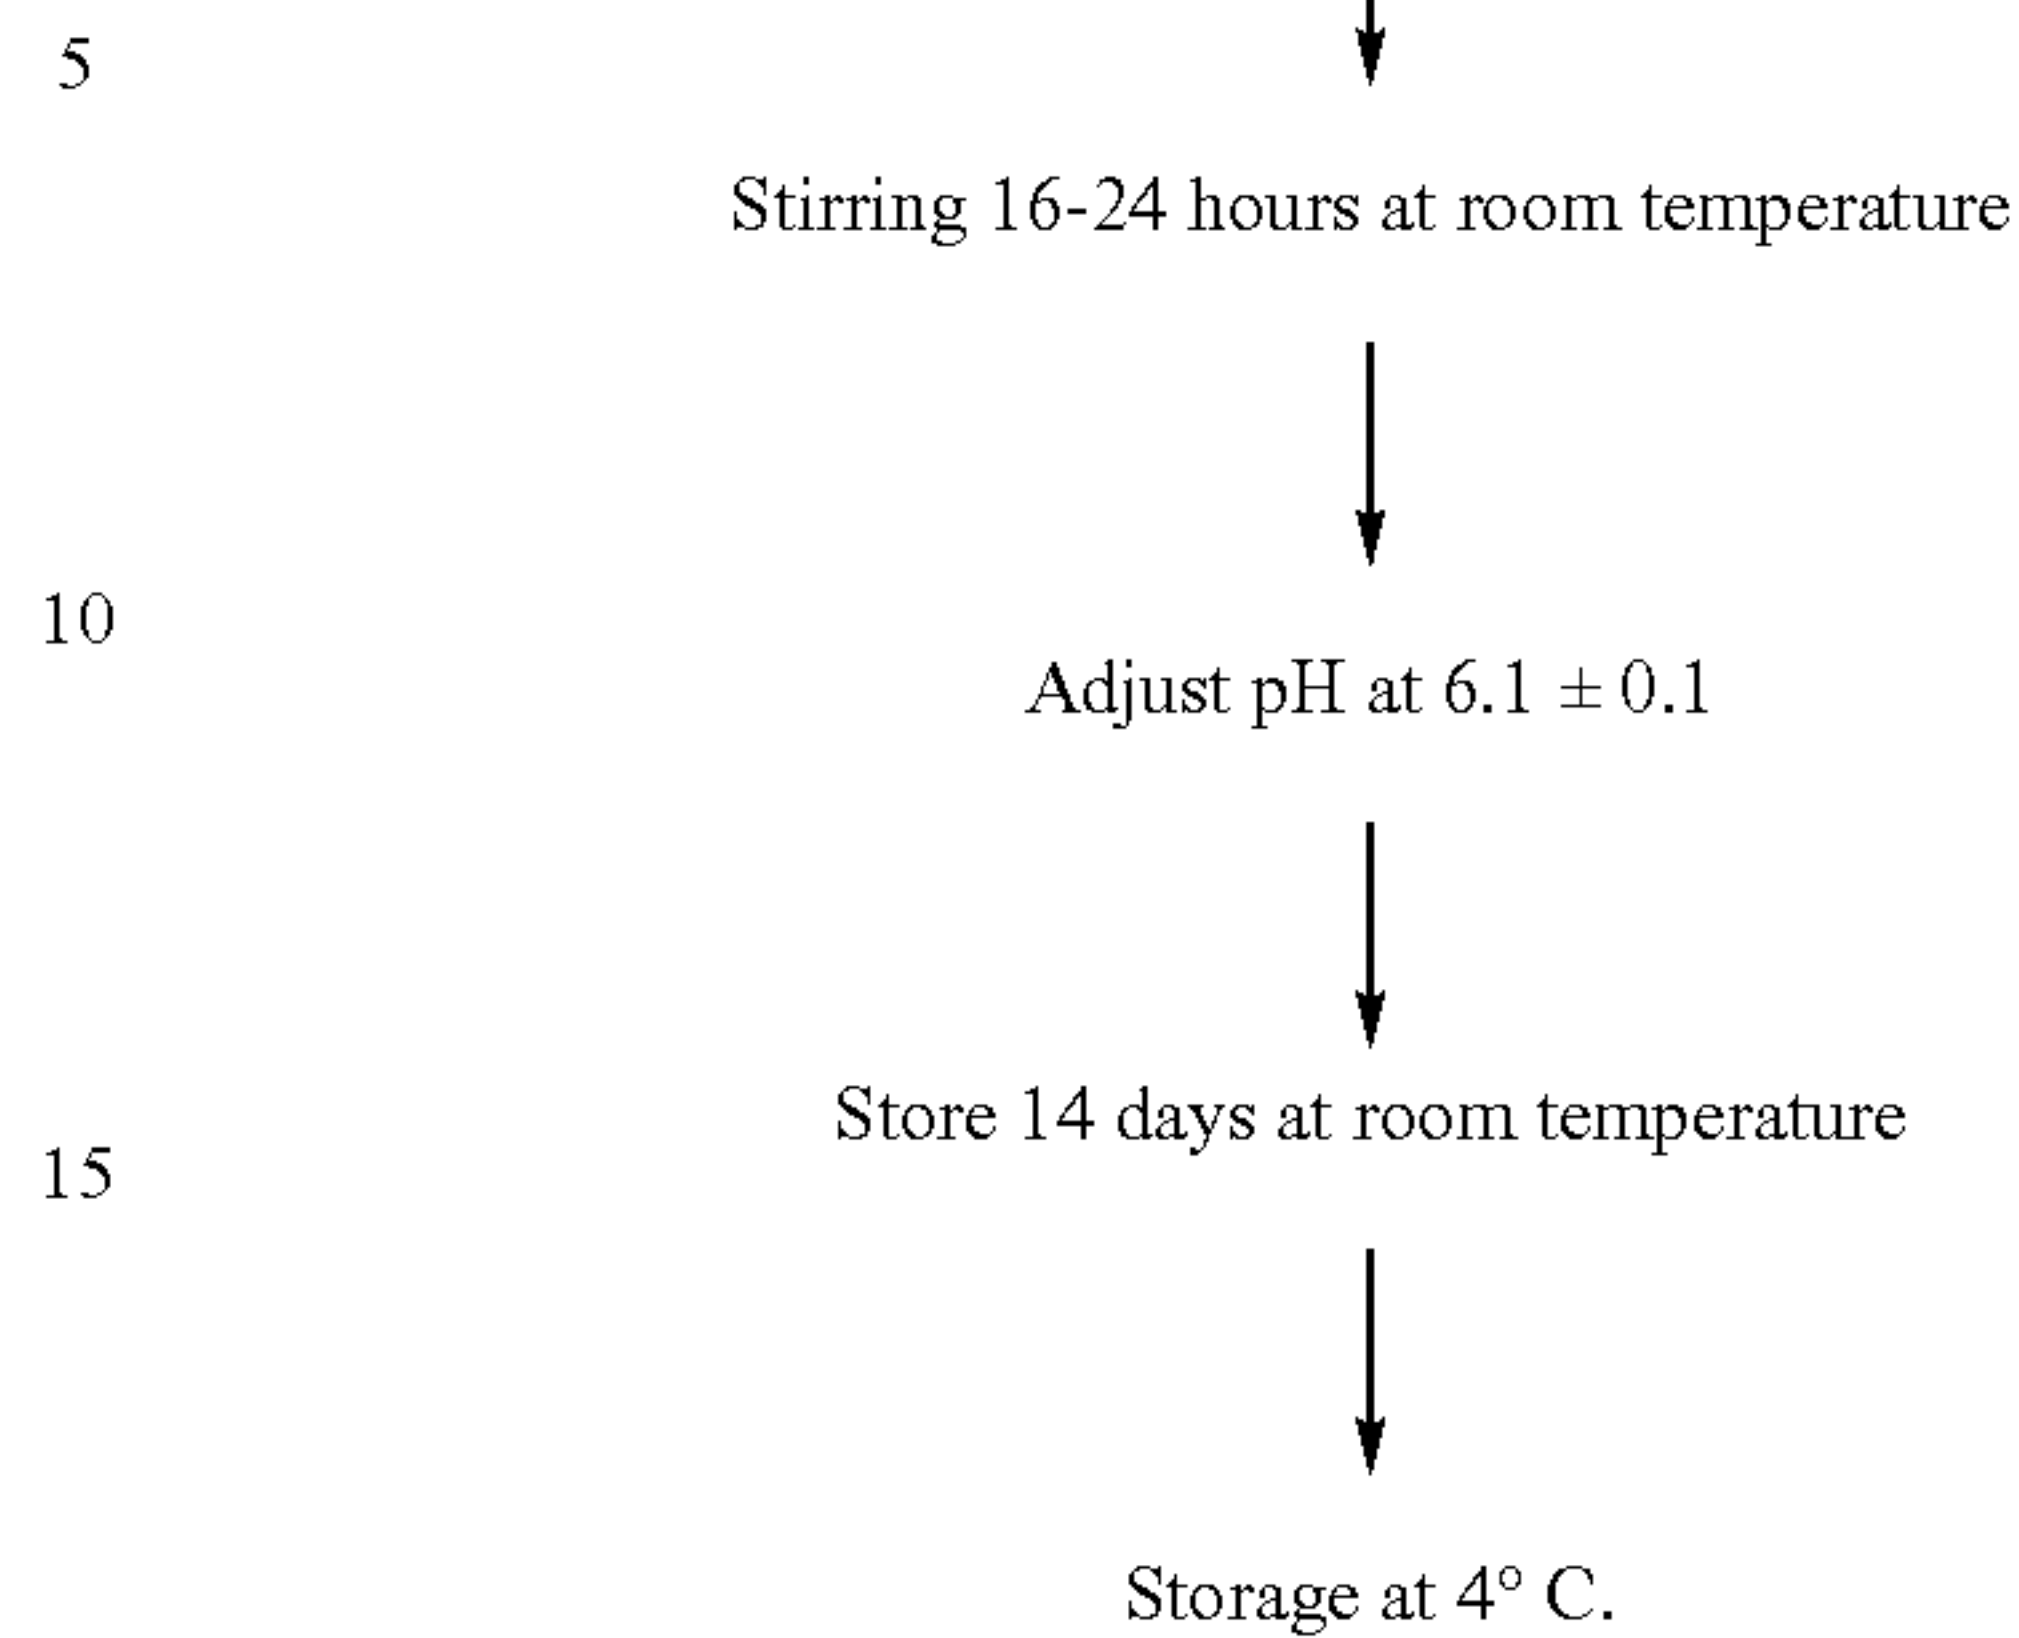 5
Stirring 16-24 hours at room temperature
10
Adjust pH at 6.1 ± 0.1
Store 14 days at room temperature
15
Storage at 4° C.